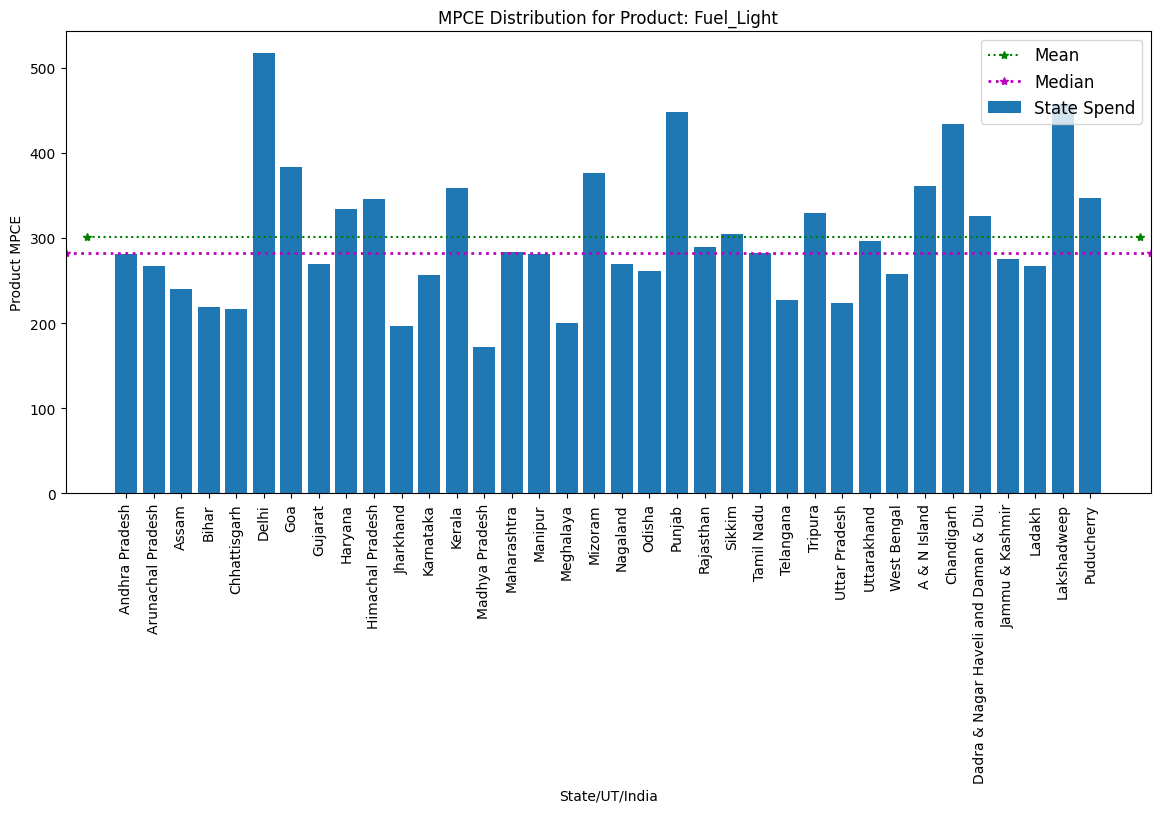 MPCE Distribution for Product: Fuel_Light
Mean
Median
State Spend
Product MPCE
500
400
300
200
100
0
Andhra Pradesh
Arunachal Pradesh
Assam
Bihar
Chhattisgarh
Delhi
Goa
Gujarat
Haryana
Himachal Pradesh
Jharkhand
Karnataka
Kerala
Madhya Pradesh
Maharashtra
Manipur
Meghalaya
Mizoram
Nagaland
Odisha
Punjab
Rajasthan
Sikkim
Tamil Nadu
Telangana
Tripura
Uttar Pradesh
Uttarakhand
West Bengal
A & N Island
Chandigarh
Dadra & Nagar Haveli and Daman & Diu
Jammu & Kashmir
Ladakh
Lakshadweep
Puducherry
State/UT/India